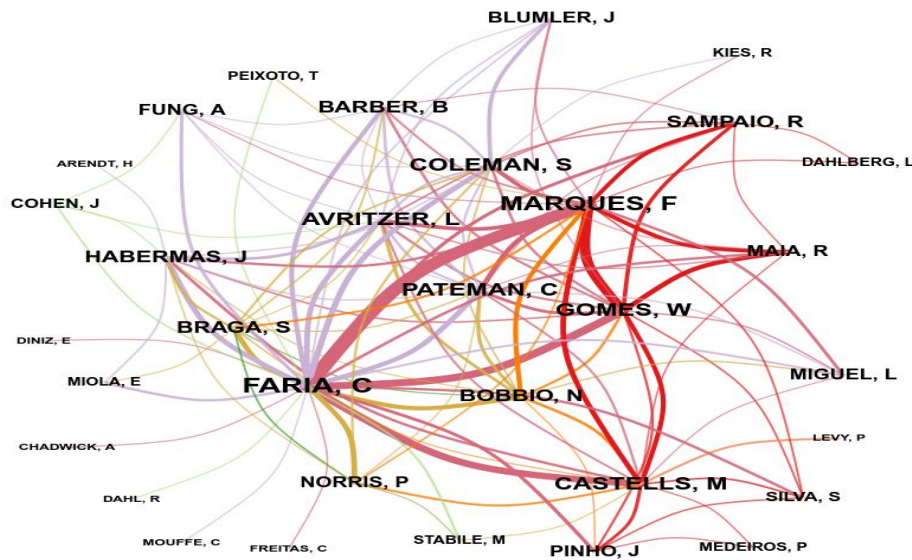 BLUMLER, J
KIES, R
PEIXOTO, T
FUNG, A
BARBER, B
SAMPAIO, R
ARENDT, H
COLEMAN, S
DAHLBERG, L
COHEN, J
MARQUES, F
AVRITZER, L
HABERMAS, J
MAIA, R
PATEMAN, C
GOMES, W
BRAGA, S
DINIZ, E
MIOLA, E
FARIA, C
MIGUEL, L
BOBBIO, N
CHADWICK, A
LEVY, P
NORRIS, P
CASTELLS, M
DAHL, R
SILVA, S
MOUFFE, C
FREITAS, C
STABILE, M
PINHO, J
MEDEIROS, P